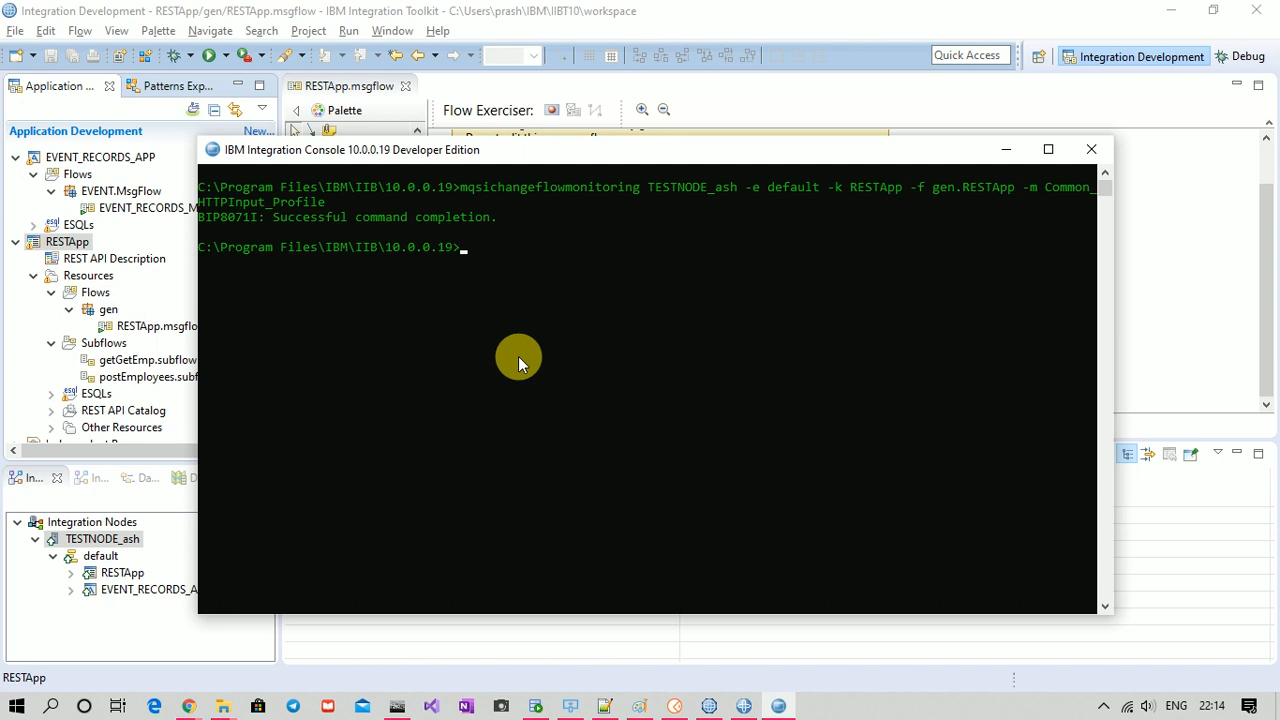 Integration Development - RESTApp/gen/RESTApp.msgflow - IBM Integration Toolkit - C:\Users\prash\IBM\IIBT10\workspace
File Edit Flow View Palette Navigate Search Project Run Window Help
Quick Access
Integration Development
Debug
Application ...
Patterns Exp...
RESTApp.msgflow
Palette
Flow Exerciser:
Application Development
New...
IBM Integration Console 10.0.0.19 Developer Edition
EVENT_RECORDS_APP
Flows
EVENT.MsgFlow
EVENT_RECORDS_M
ESQLs
RESTApp
REST API Description
Resources
Flows
gen
RESTApp.msgflo
Subflows
getGetEmp.subflow
postEmployees.subf
ESQLs
REST API Catalog
Other Resources
C:\Program Files\IBM\IIB\10.0.0.19>mqsichangeflowmonitoring TESTNODE_ash -e default -k RESTApp -f gen.RESTApp -m Common_
HTTPInput_Profile
BIP8071I: Successful command completion.
C:\Program Files\IBM\IIB\10.0.0.19>
In...
In...
Da...
D
Integration Nodes
TESTNODE_ash
default
RESTApp
EVENT_RECORDS_A
RESTApp
ENG
22:14